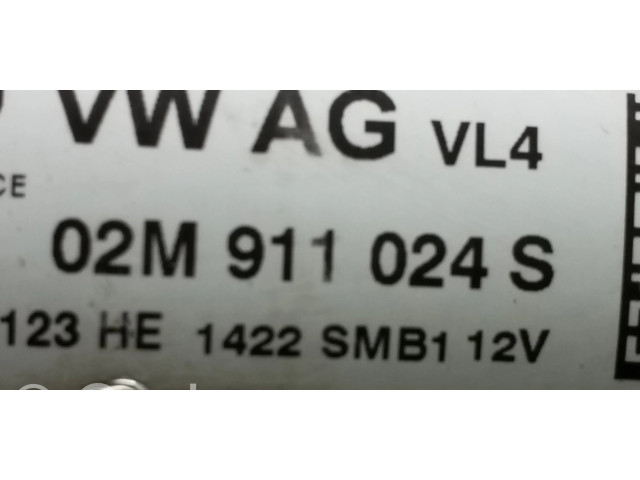 VW AG VL4
CE
02M 911 024 S
123 HE 1422 SMB1 12V